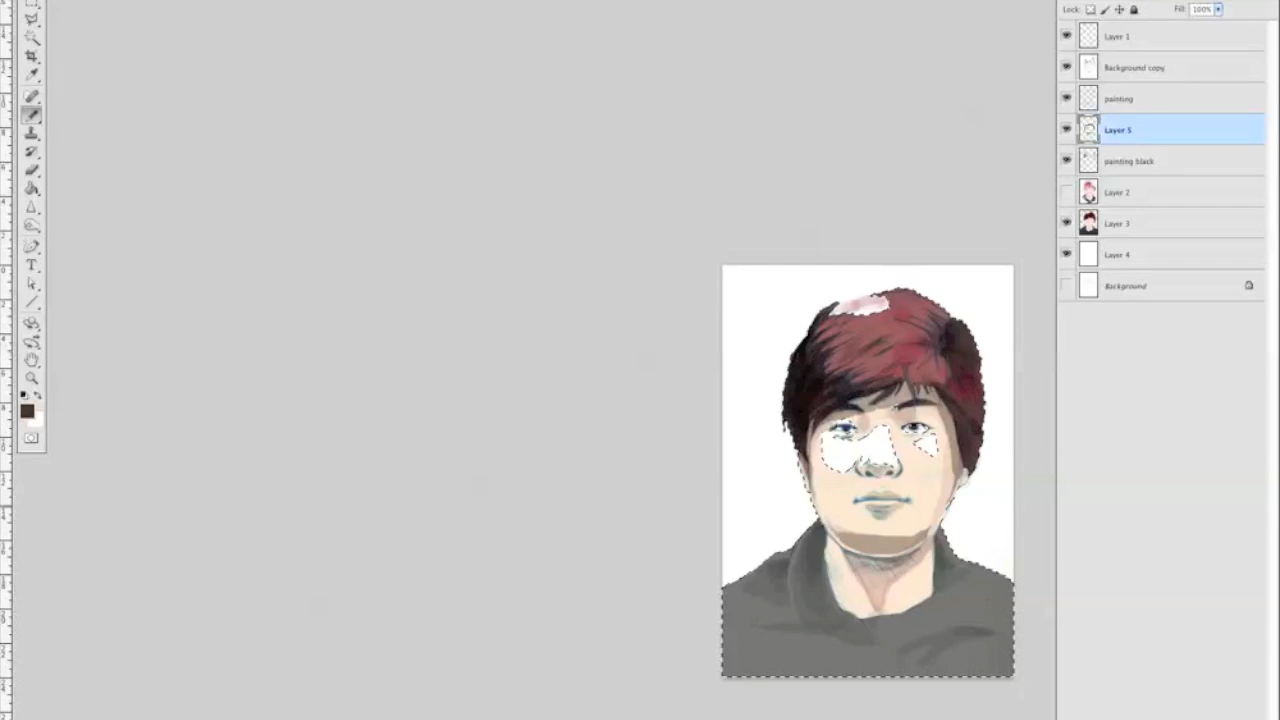 Lock:
Fill: 100%
Layer 1
Background copy
painting
Layer 5
painting black
Layer 2
Layer 3
Layer 4
Background